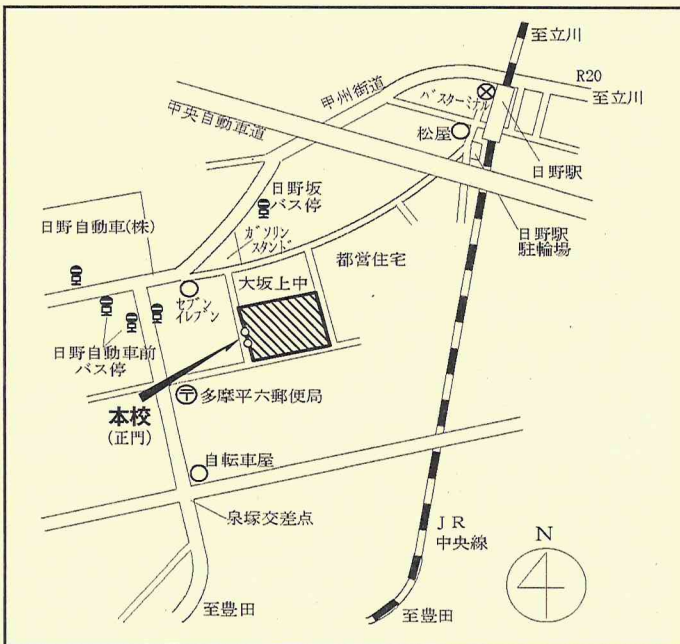 至立川
R20
至立川
甲州街道
バスターミナル
甲央自動車道
松屋
日野駅
日野坂
バス停
日野自動車(株)
ガソリン
スタンド
都営住宅
日野駅
駐輪場
大坂上中
セブン
イレブン
日野自動車前
バス停
〒多摩平六郵便局
本校
(正門)
自転車屋
泉塚交差点
JR
中央線
N
至豊田
至豊田